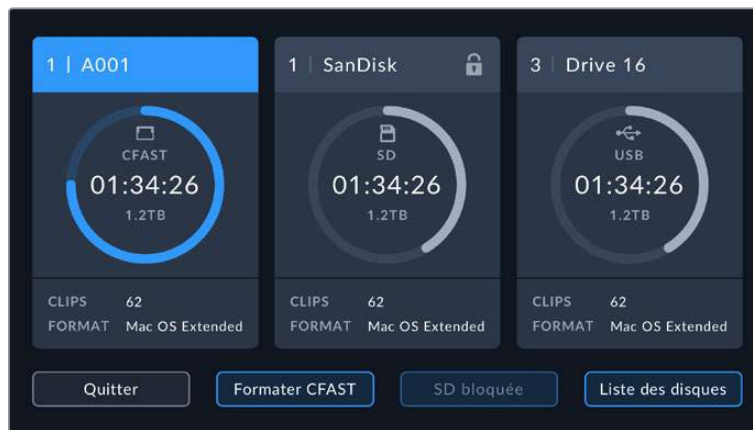 1 | A001
CFAST
01:34:26
1.2TB
CLIPS 62
FORMAT Mac OS Extended
1 | SanDisk
SD
01:34:26
1.2TB
CLIPS 62
FORMAT Mac OS Extended
3 | Drive 16
USB
01:34:26
1.2TB
CLIPS 62
FORMAT Mac OS Extended
Quitter
Formater CFAST
SD bloquée
Liste des disques